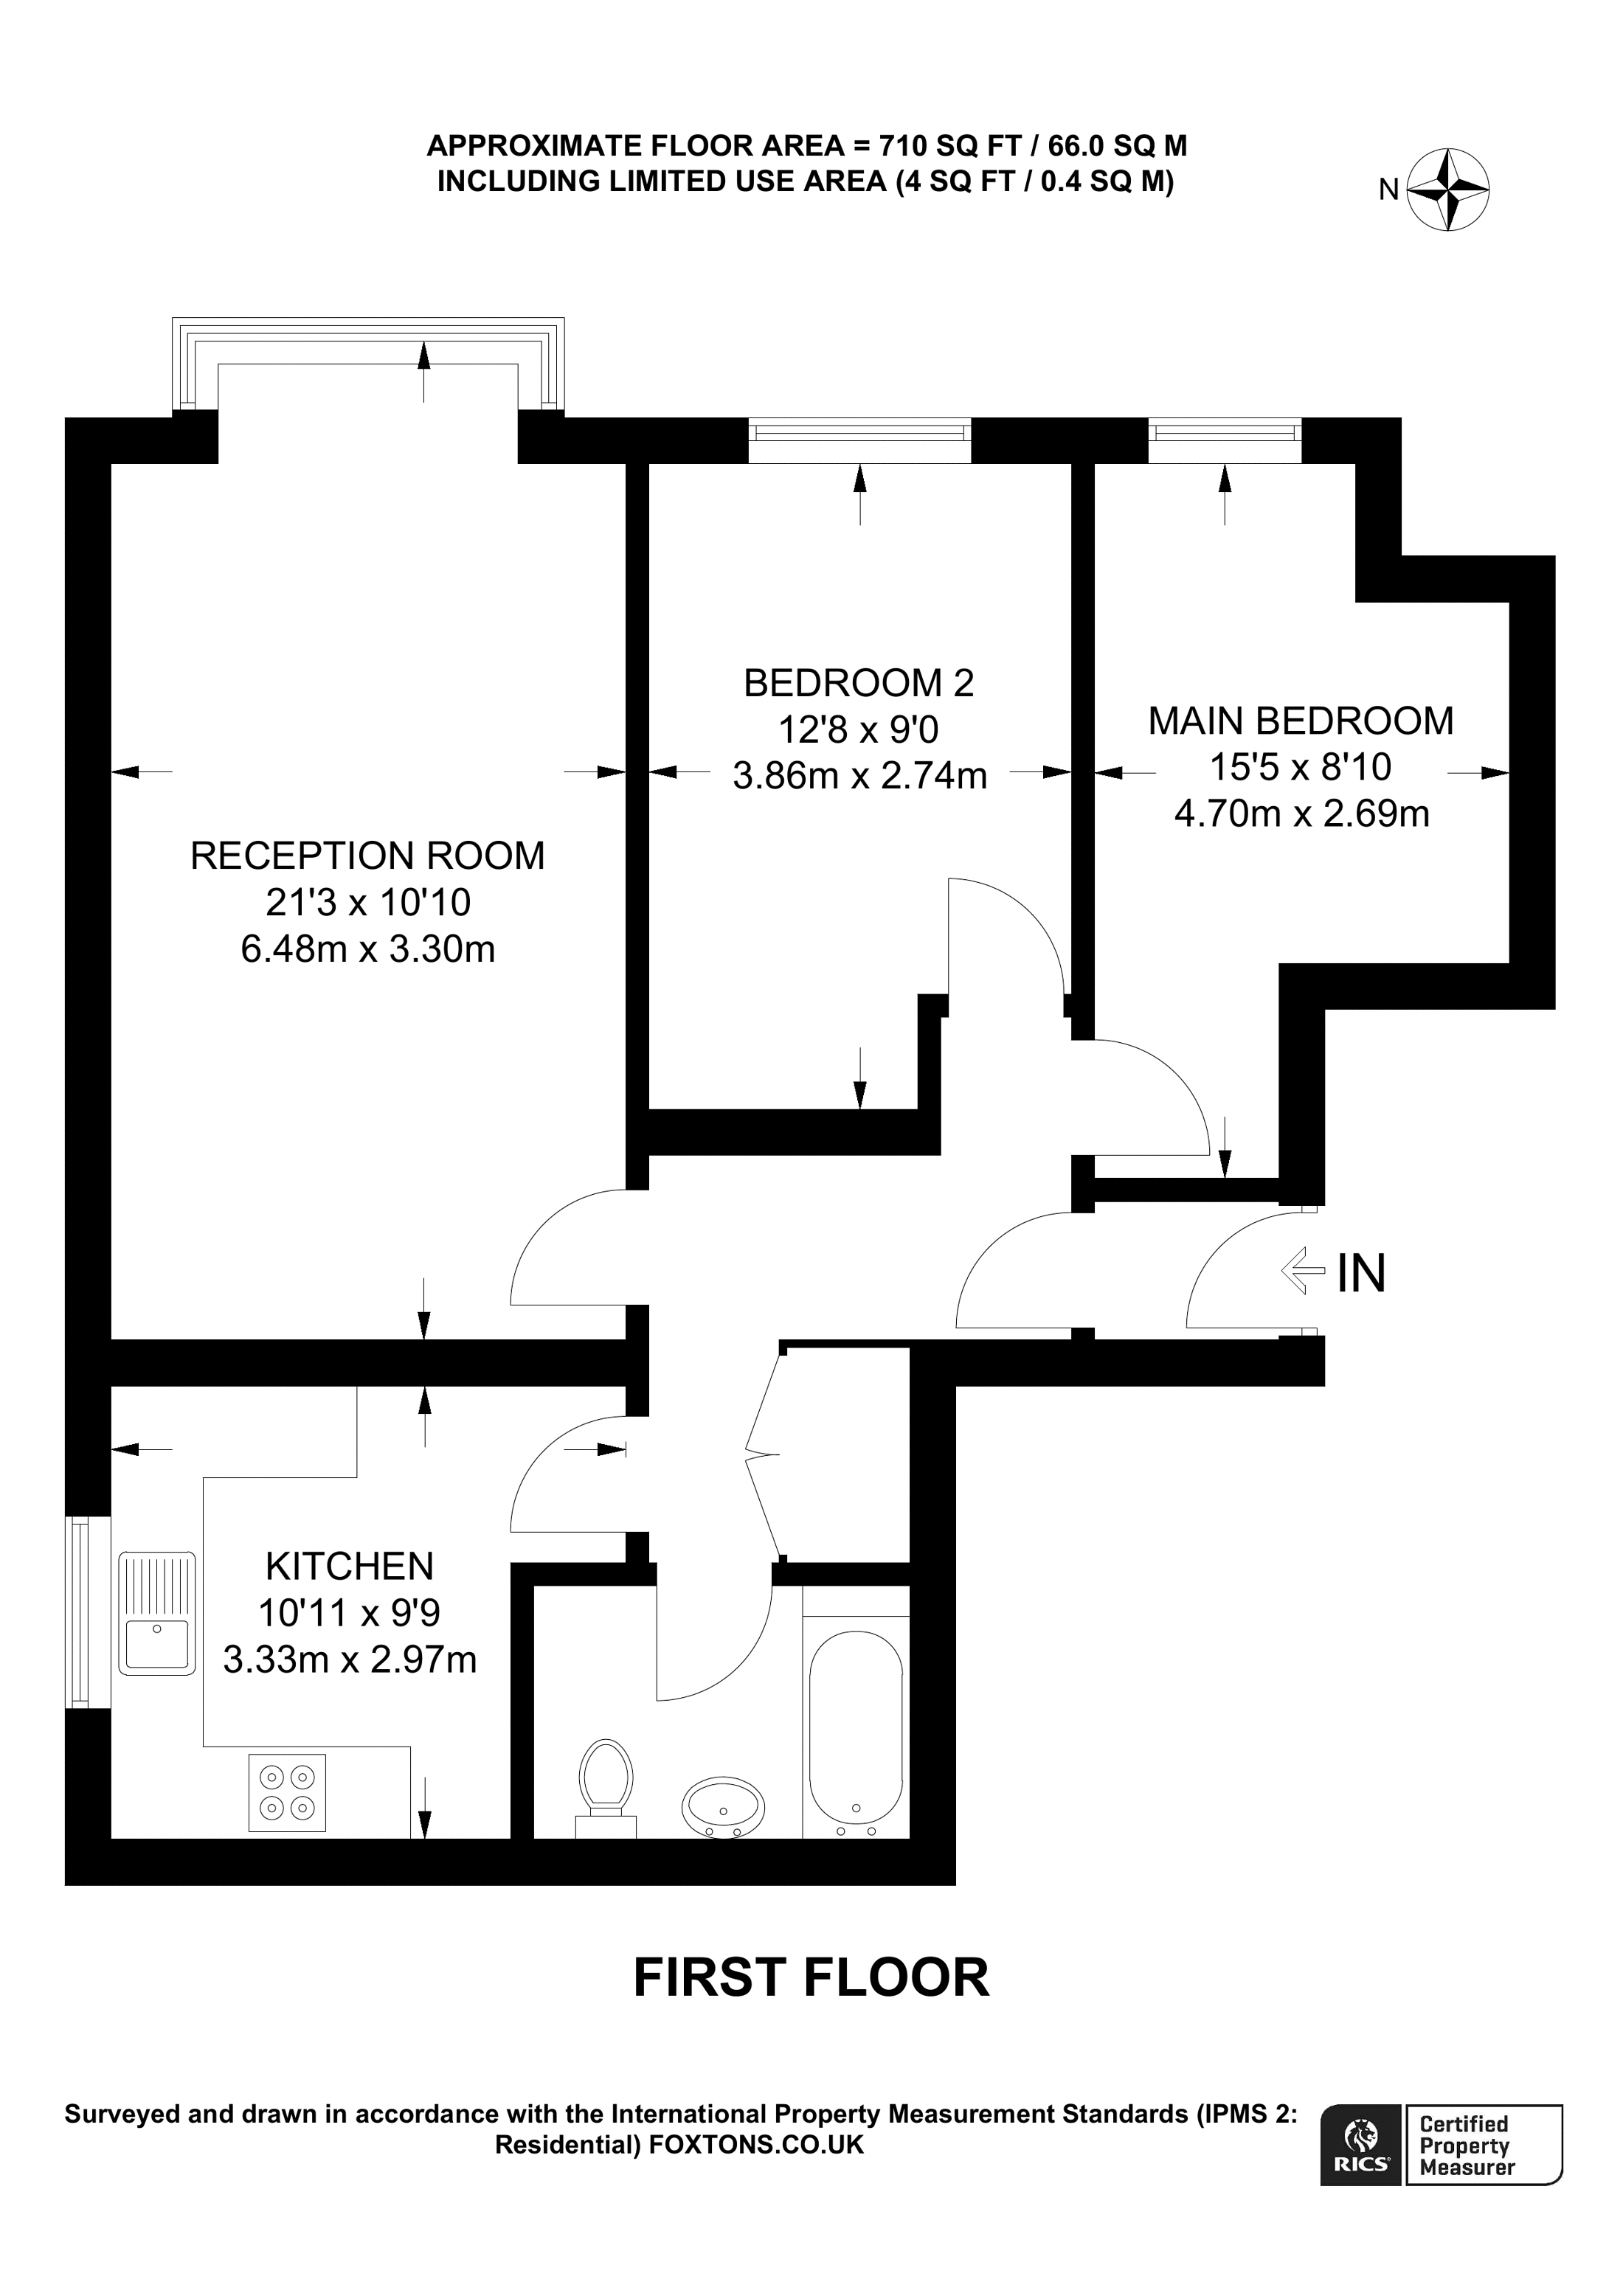 APPROXIMATE FLOOR AREA = 710 SQ FT / 66.0 SQ M
INCLUDING LIMITED USE AREA (4 SQ FT / 0.4 SQ M)
N
BEDROOM 2
12'8 x 9'0
3.86m x 2.74m
MAIN BEDROOM
15'5 x 8'10
4.70m x 2.69m
RECEPTION ROOM
21'3 x 10'10
6.48m x 3.30m
IN
KITCHEN
10'11 x 9'9
3.33m x 2.97m
FIRST FLOOR
Surveyed and drawn in accordance with the International Property Measurement Standards (IPMS 2:
Residential) FOXTONS.CO.UK
RICS
Certified
Property
Measurer